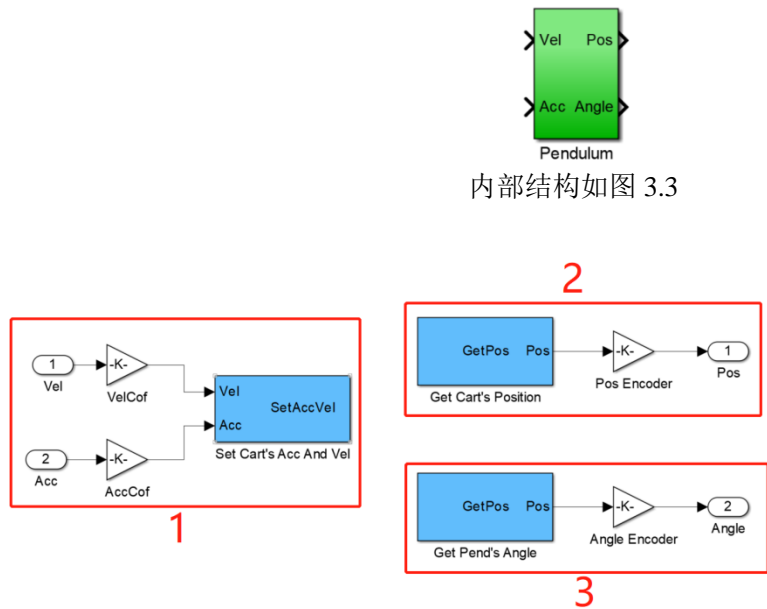 Vel Pos
Acc Angle
Pendulum
内部结构如图 3.3
2
1
Vel
-K-
VelCof
Vel
SetAccVel
Acc
2
Acc
-K-
AccCof
Set Cart's Acc And Vel
1
GetPos Pos
Get Cart's Position
-K-
Pos Encoder
1
Pos
GetPos Pos
Get Pend's Angle
-K-
Angle Encoder
2
Angle
3